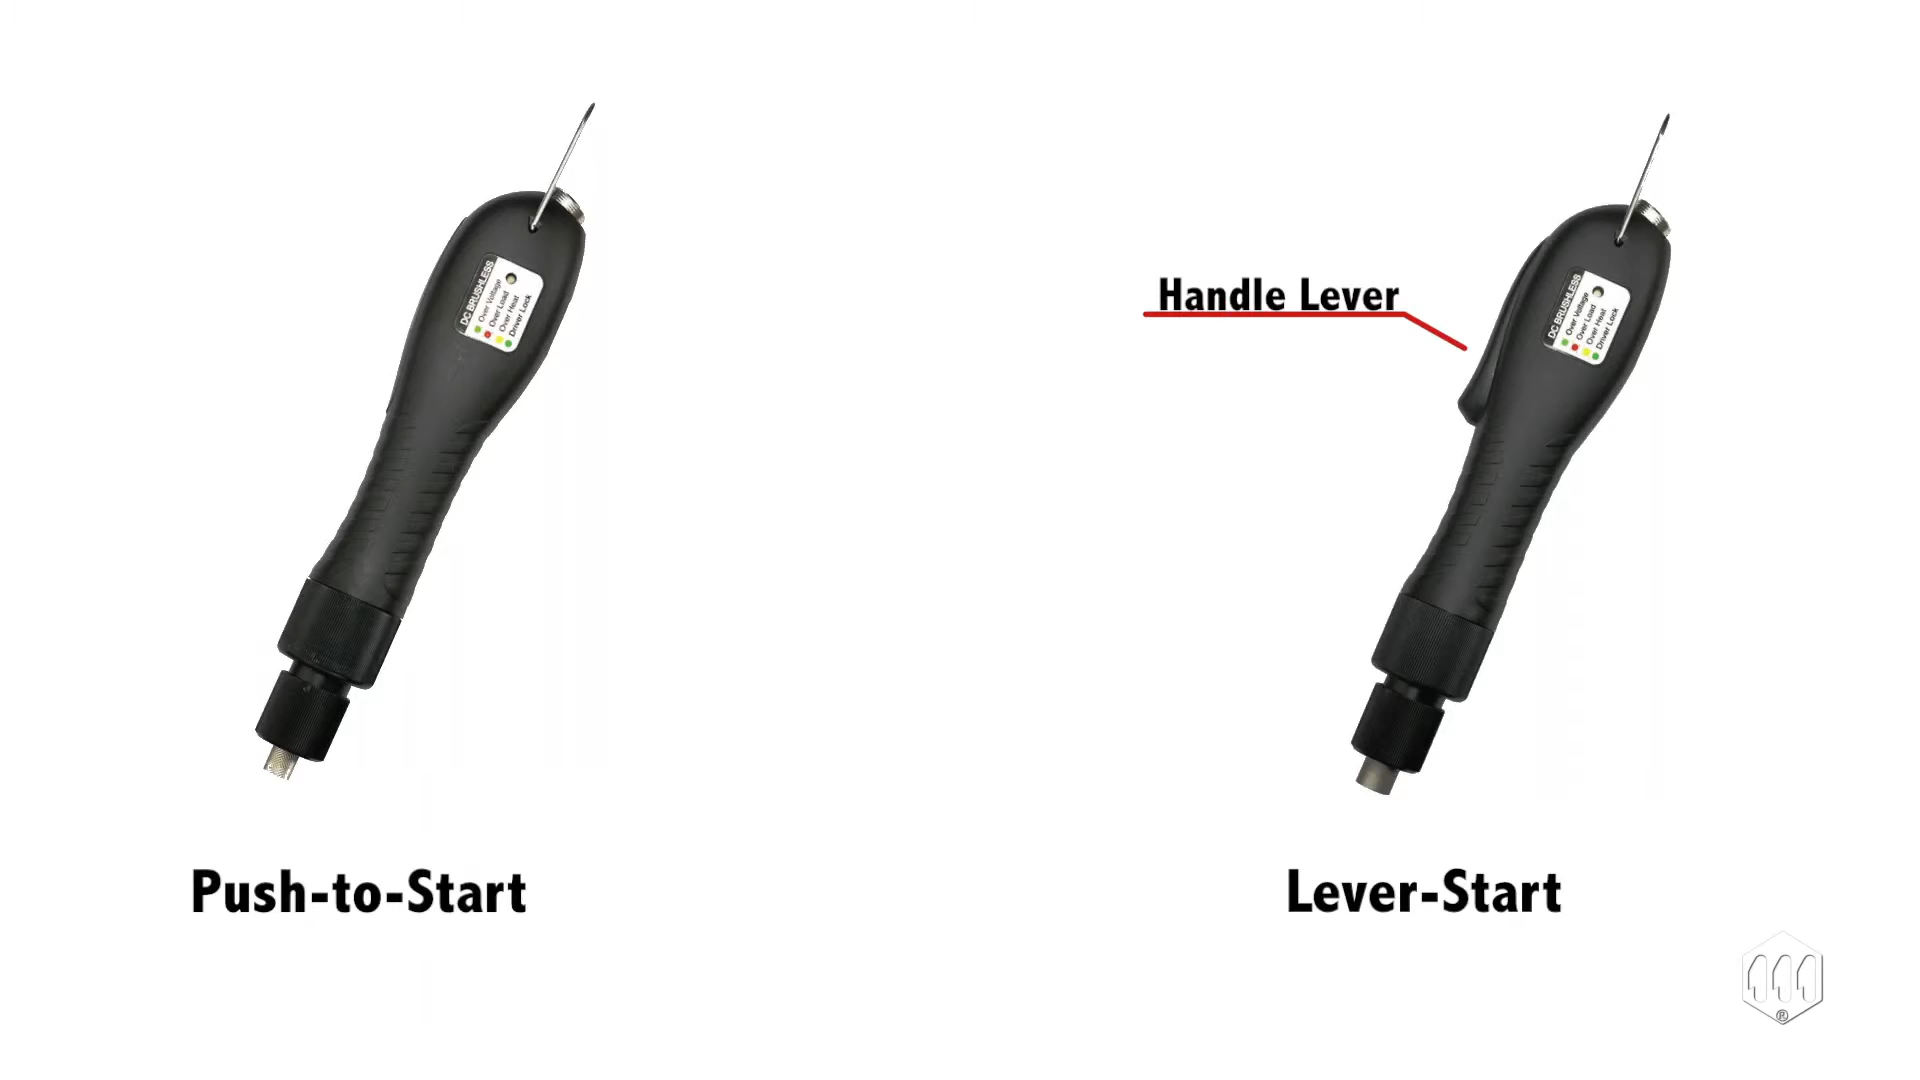 DC BRUSHLESS
Over Voltage
Over Load
Over Heat
Driver Lock
Push-to-Start
Handle Lever
DC BRUSHLESS
Over Voltage
Over Load
Over Heat
Driver Lock
Lever-Start
®